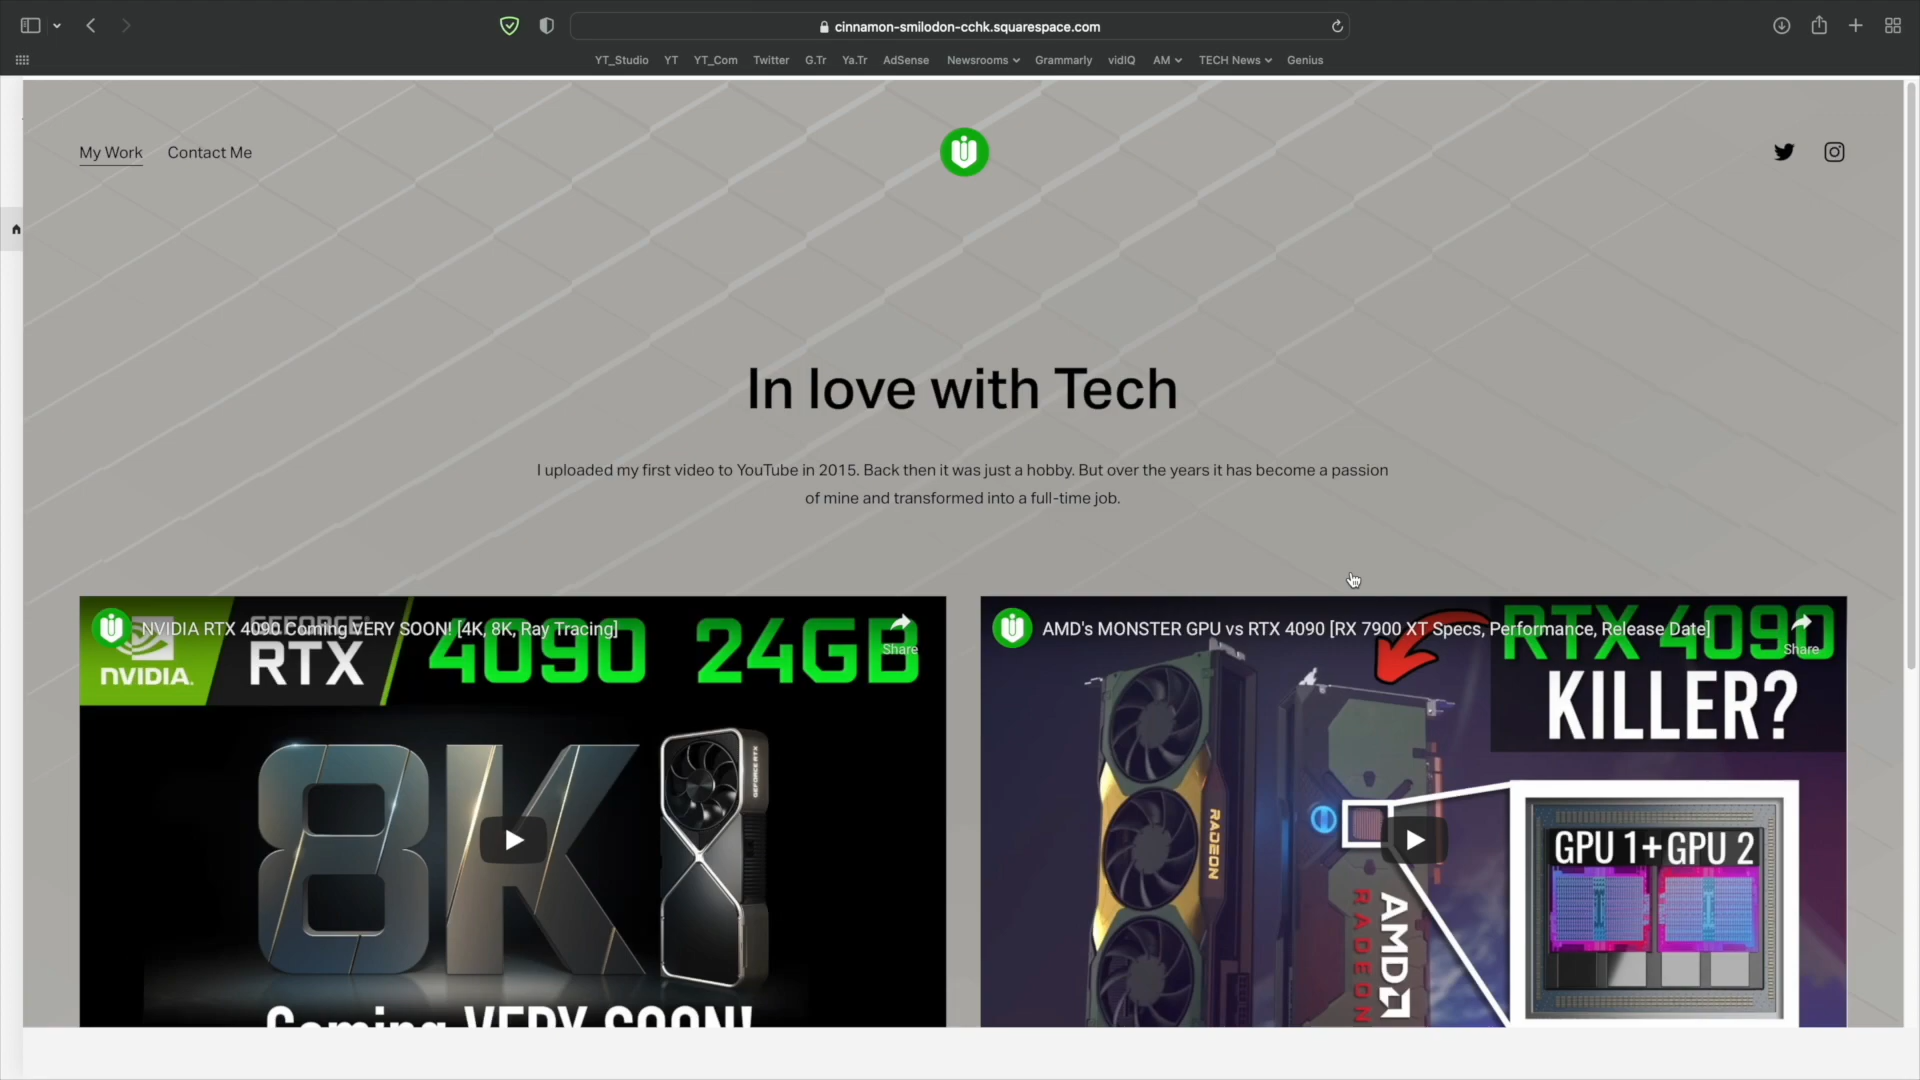 cinnamon-smilodon-cchk.squarespace.com
YT_Studio YT YT_Com Twitter G.Tr Ya.Tr AdSense Newsrooms Grammarly vidIQ AM TECH News Genius
My Work Contact Me
In love with Tech
I uploaded my first video to YouTube in 2015. Back then it was just a hobby. But over the years it has become a passion
of mine and transformed into a full-time job.
NVIDIA RTX 4090 Coming VERY SOON! [4K, 8K, Ray Tracing]
Share
GEFORCE
RTX
NVIDIA.
4090 24GB
8K
GEFORCE RTX
Coming VERY SOON!
AMD's MONSTER GPU vs RTX 4090 [RX 7900 XT Specs, Performance, Release Date]
Share
RTX 4090
KILLER?
RADEON
AMD
RADEON
GPU 1+GPU 2